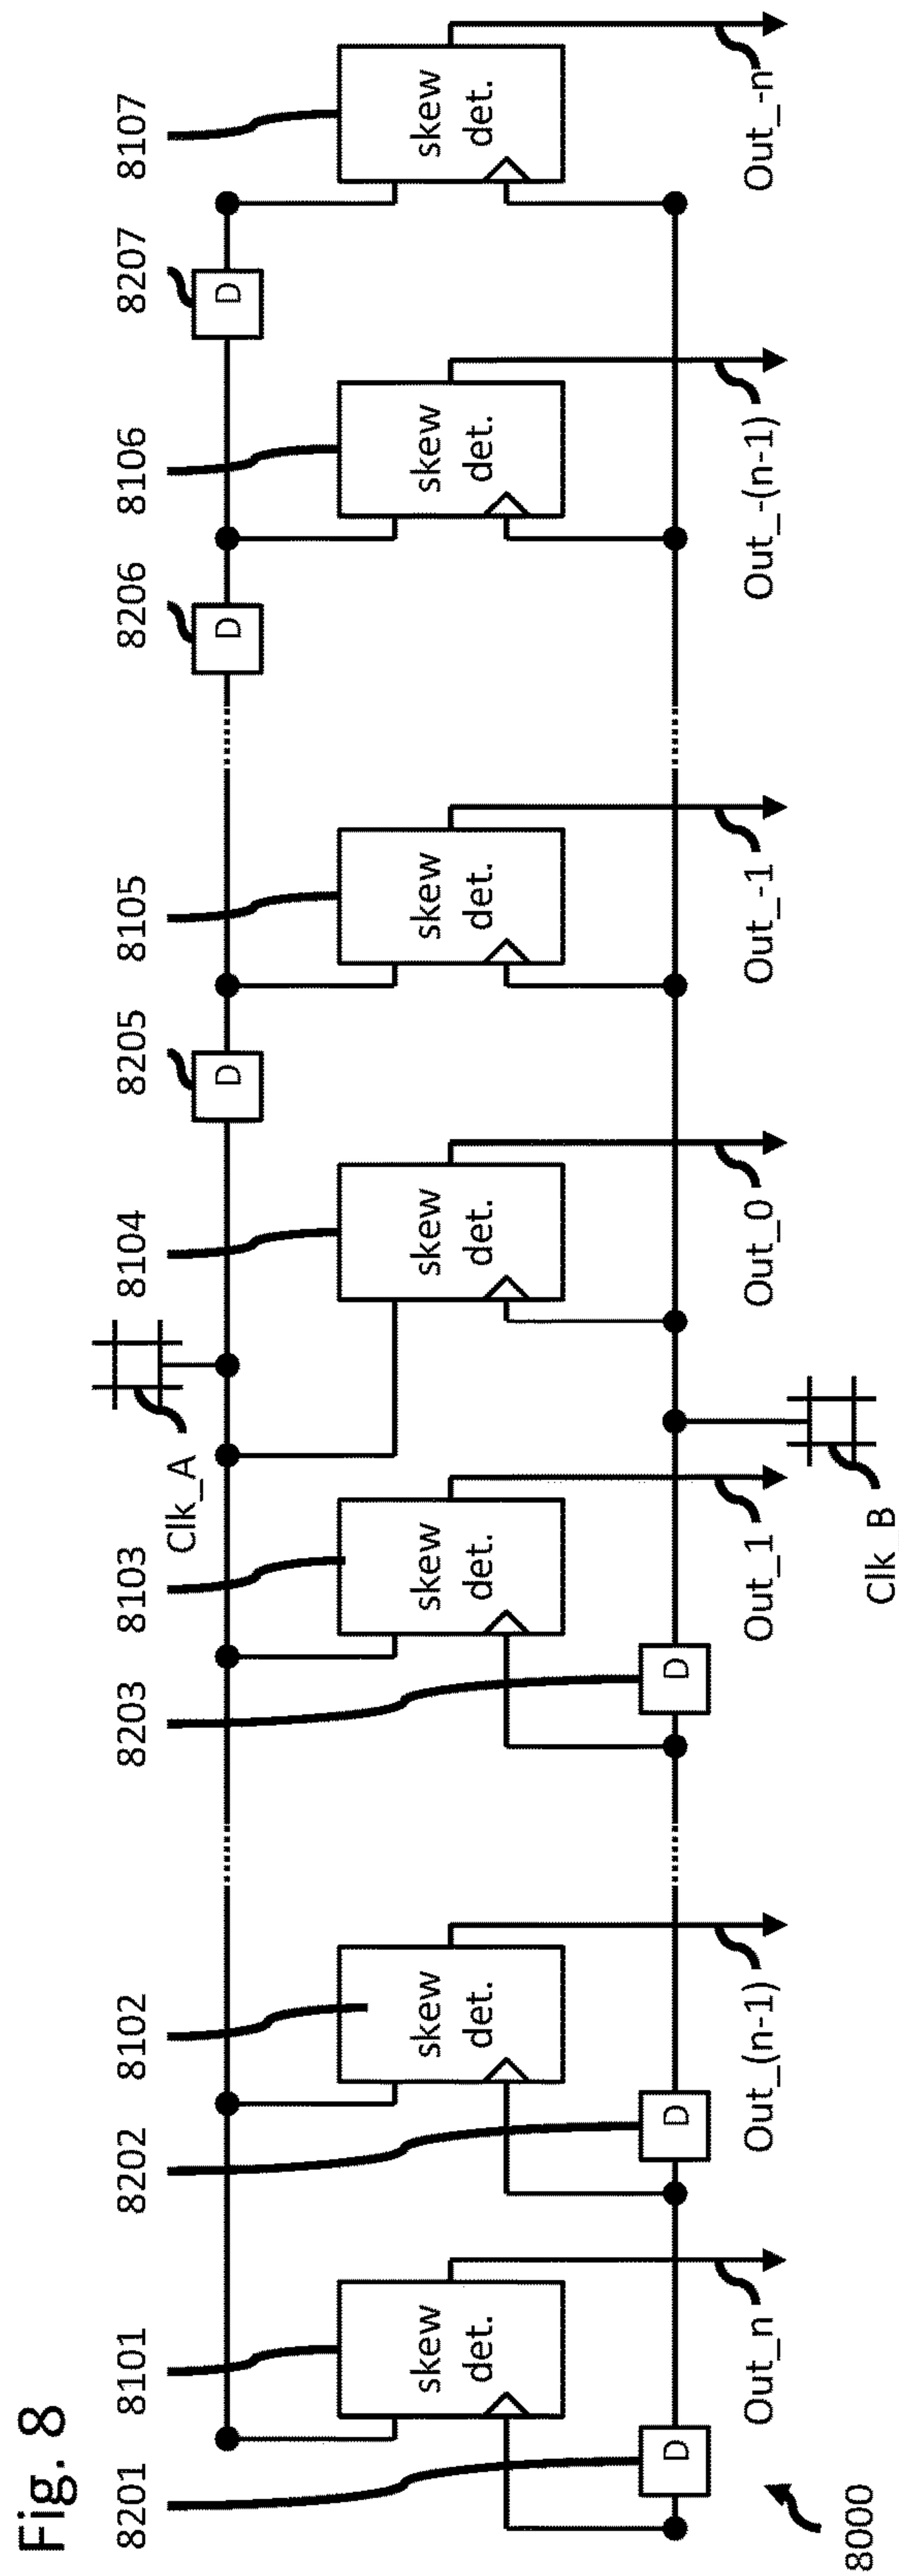 Fig. 8
8201
8101
8202
8102
8203
8103
Clk_A
8104
8205
8105
8206
8106
8207
8107
skew
det.
skew
det.
skew
det.
skew
det.
skew
det.
skew
det.
skew
det.
D
D
D
D
D
D
Out_n
Out_(n-1)
Out_1
Out_0
Out_-1
Out_-(n-1)
Out_-n
Clk_B
8000